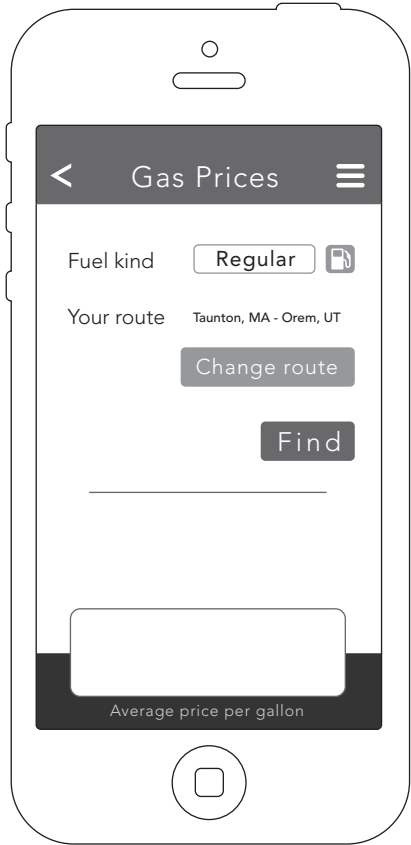 < Gas Prices
Fuel kind Regular
Your route Taunton, MA - Orem, UT
Change route
Find
Average price per gallon